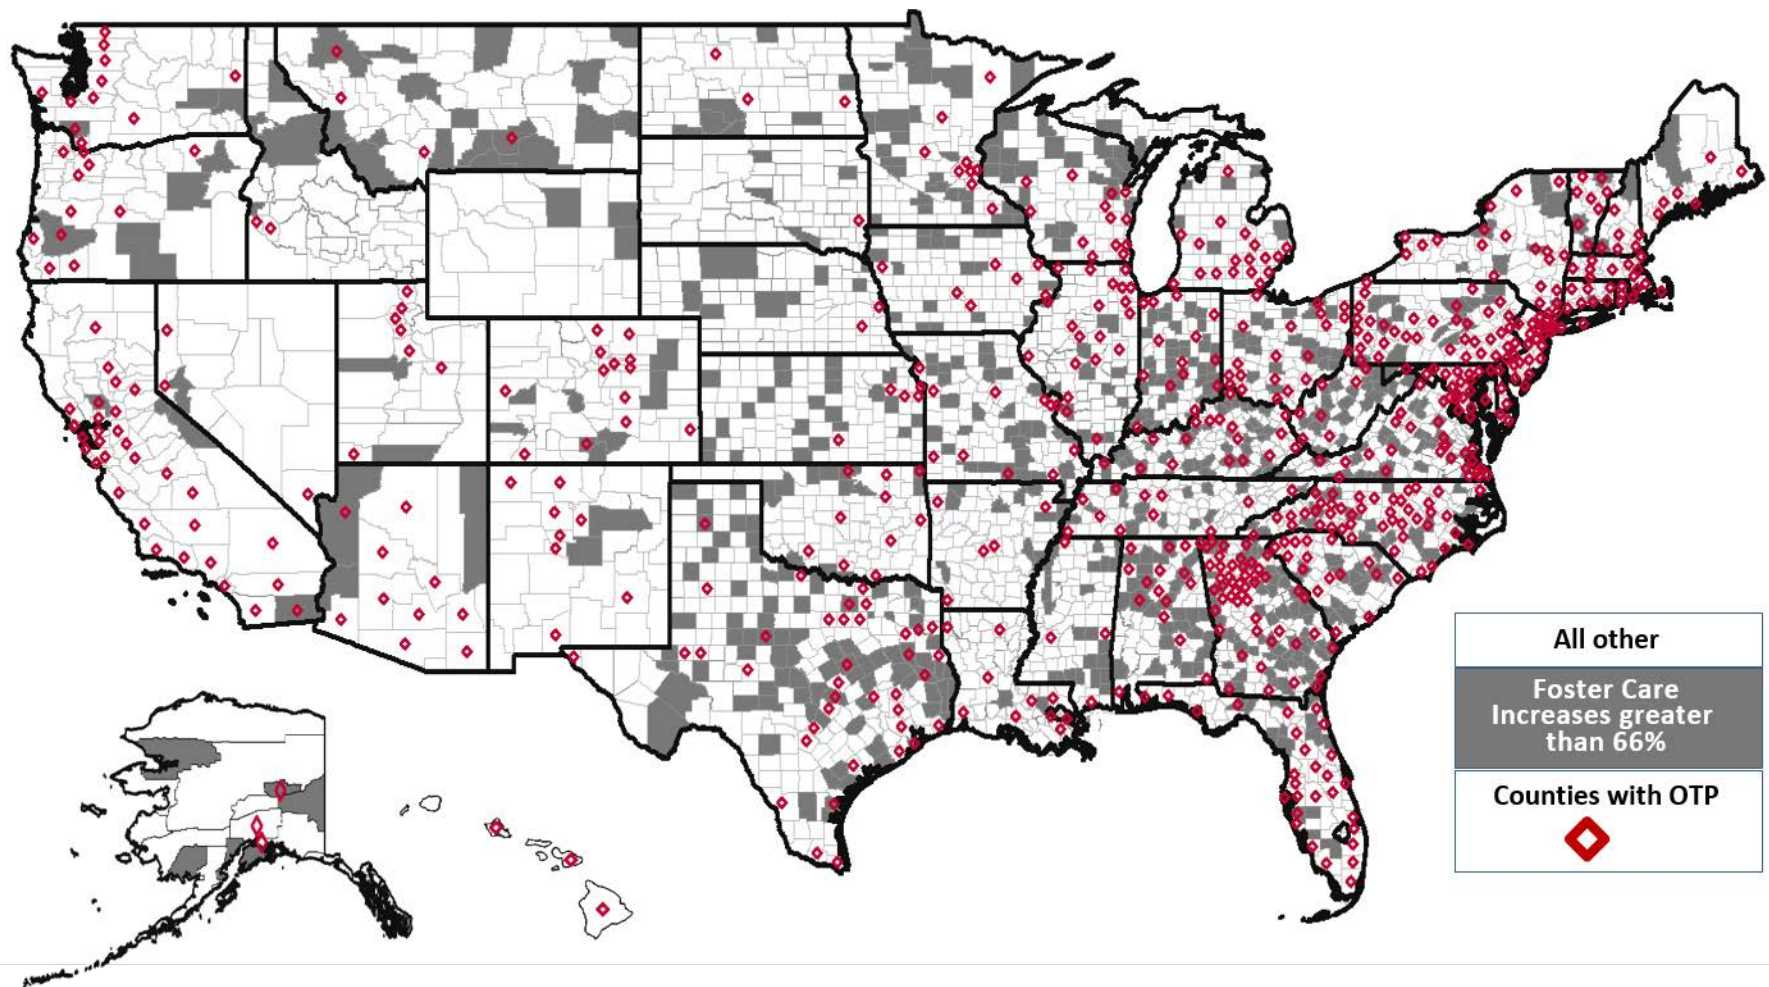 All other
Foster Care
Increases greater
than 66%
Counties with OTP